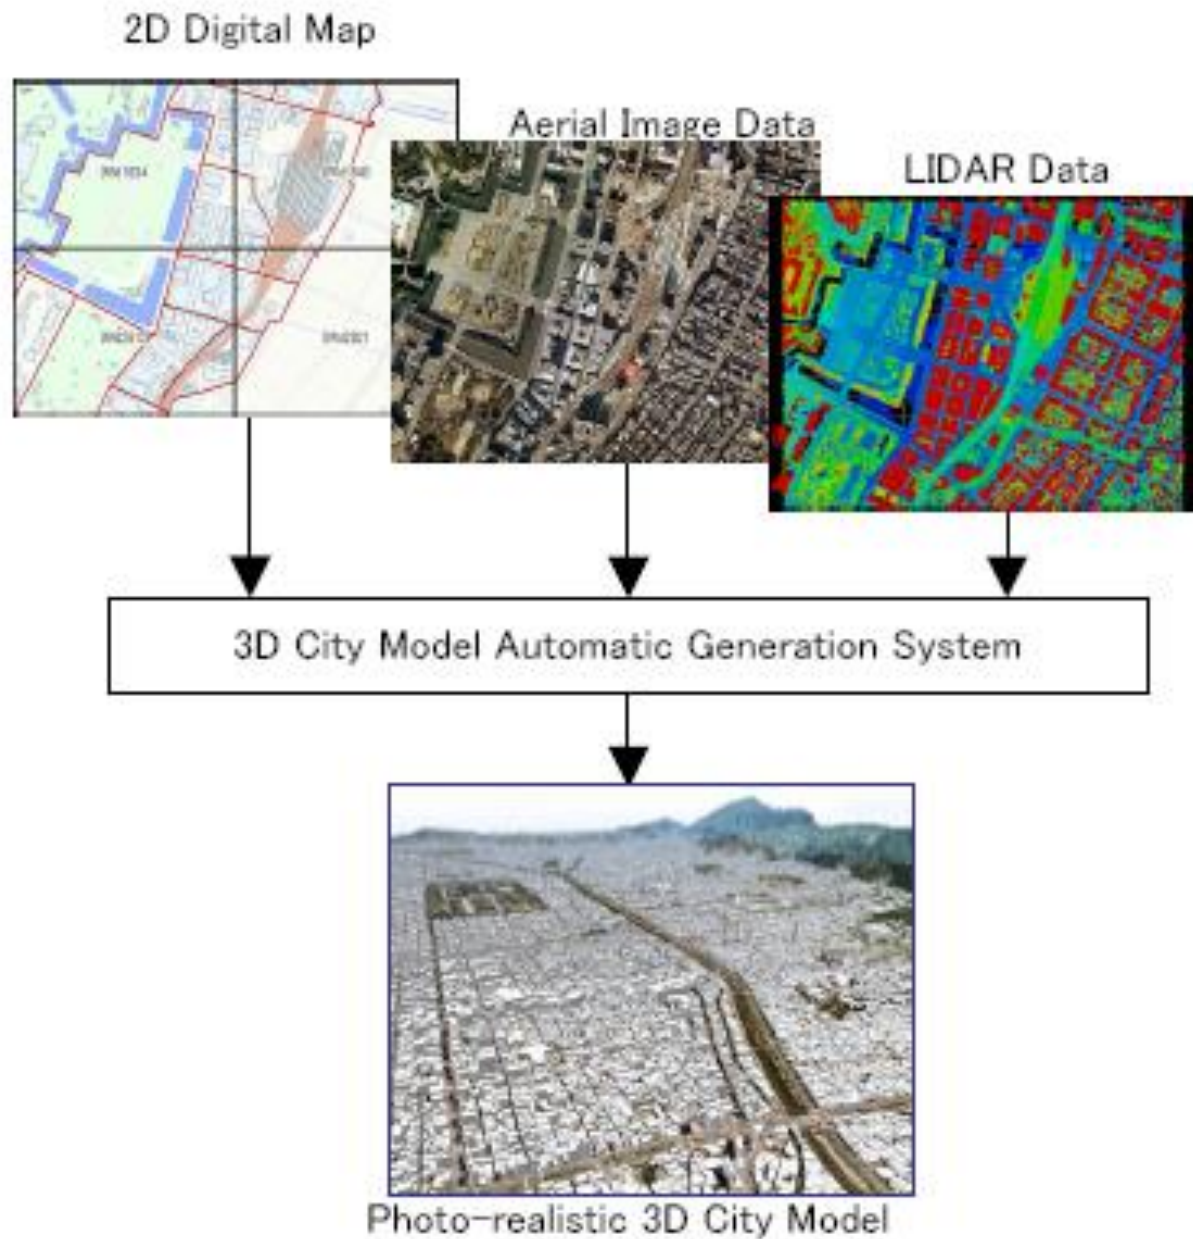 2D Digital Map
Aerial Image Data
LIDAR Data
3D City Model Automatic Generation System
Photo-realistic 3D City Model